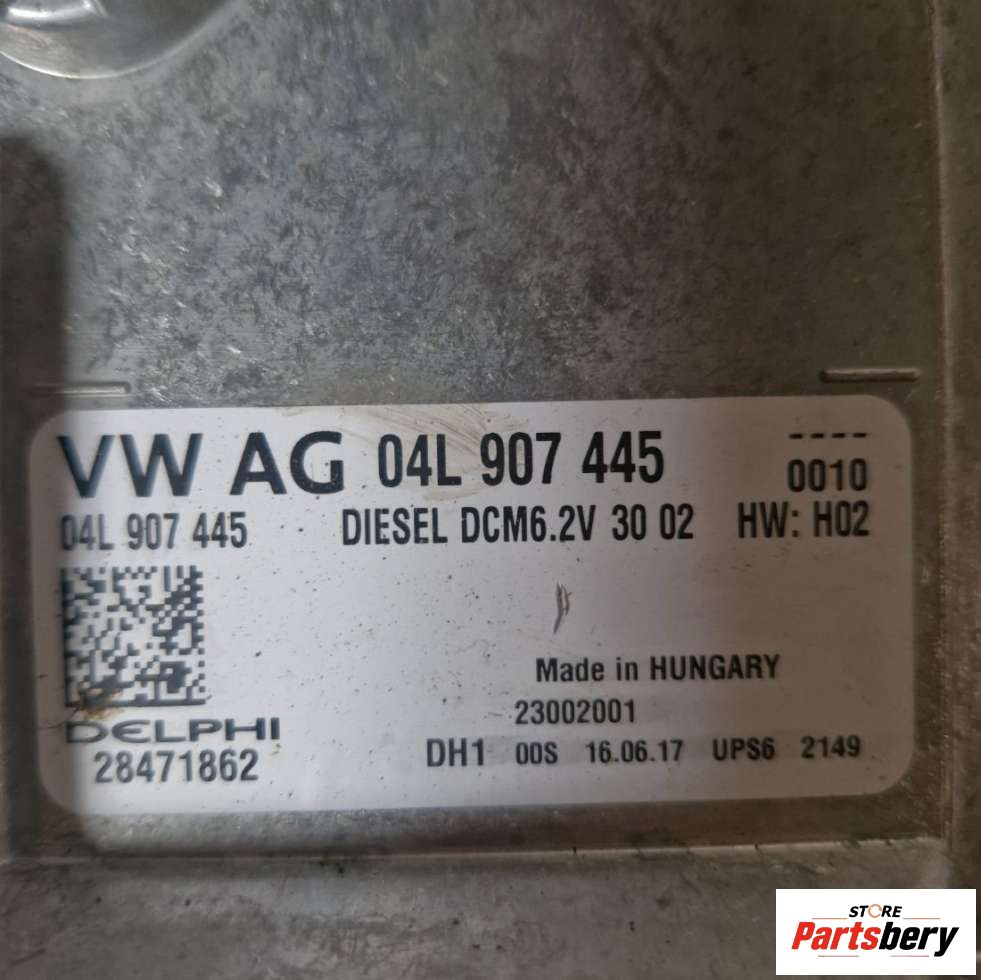 VW AG 04L 907 445 ----
0010
04L 907 445 DIESEL DCM6.2V 30 02 HW: H02
Made in HUNGARY
23002001
DELPHI
28471862
DH1 00S 16.06.17 UPS6 2149
STORE
Partsbery